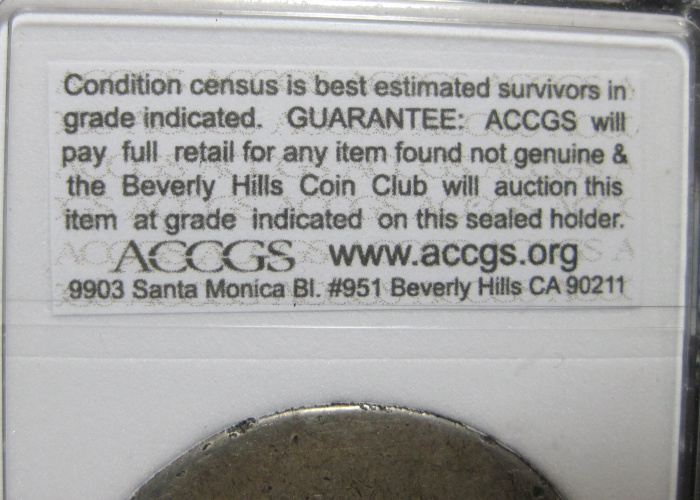 Condition census is best estimated survivors in
grade indicated. GUARANTEE: ACCGS will
pay full retail for any item found not genuine &
the Beverly Hills Coin Club will auction this
item at grade indicated on this sealed holder.
ACCGS www.accgs.org
9903 Santa Monica Bl. #951 Beverly Hills CA 90211